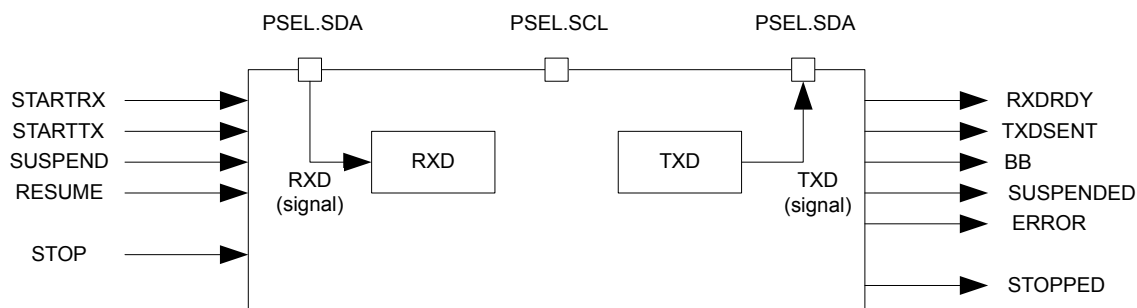 PSEL.SDA PSEL.SCL PSEL.SDA
STARTRX
STARTTX
SUSPEND
RESUME
STOP
RXD
RXD
(signal)
TXD
TXD
(signal)
RXDRDY
TXDSENT
BB
SUSPENDED
ERROR
STOPPED